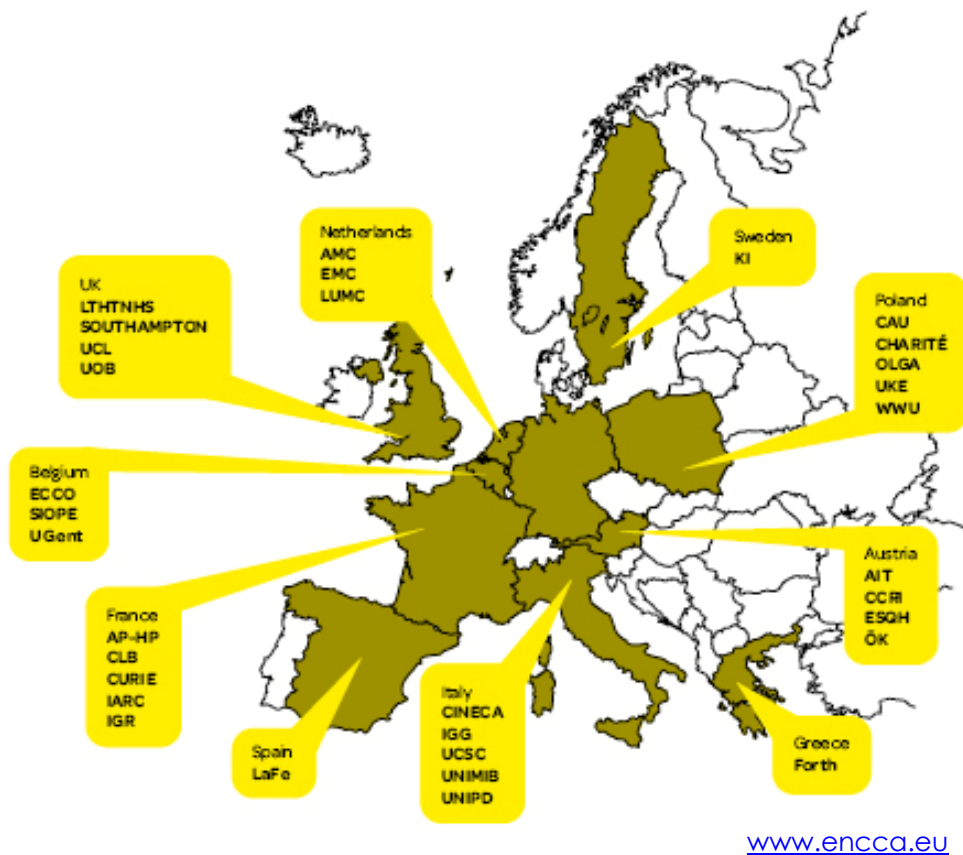 Netherlands
AMC
EMC
LUMC
Sweden
KI
UK
LTHTNHS
SOUTHAMPTON
UCL
UOB
Poland
CAU
CHARITÉ
OLGA
UKE
WWU
Belgium
ECCO
SIOPE
UGent
Austria
AIT
CCRI
ESQH
ÖK
France
AP-HP
CLB
CURIE
IARC
IGR
Italy
CINECA
IGG
UCSC
UNIMIB
UNIPD
Spain
LaFe
Greece
Forth
www.encca.eu